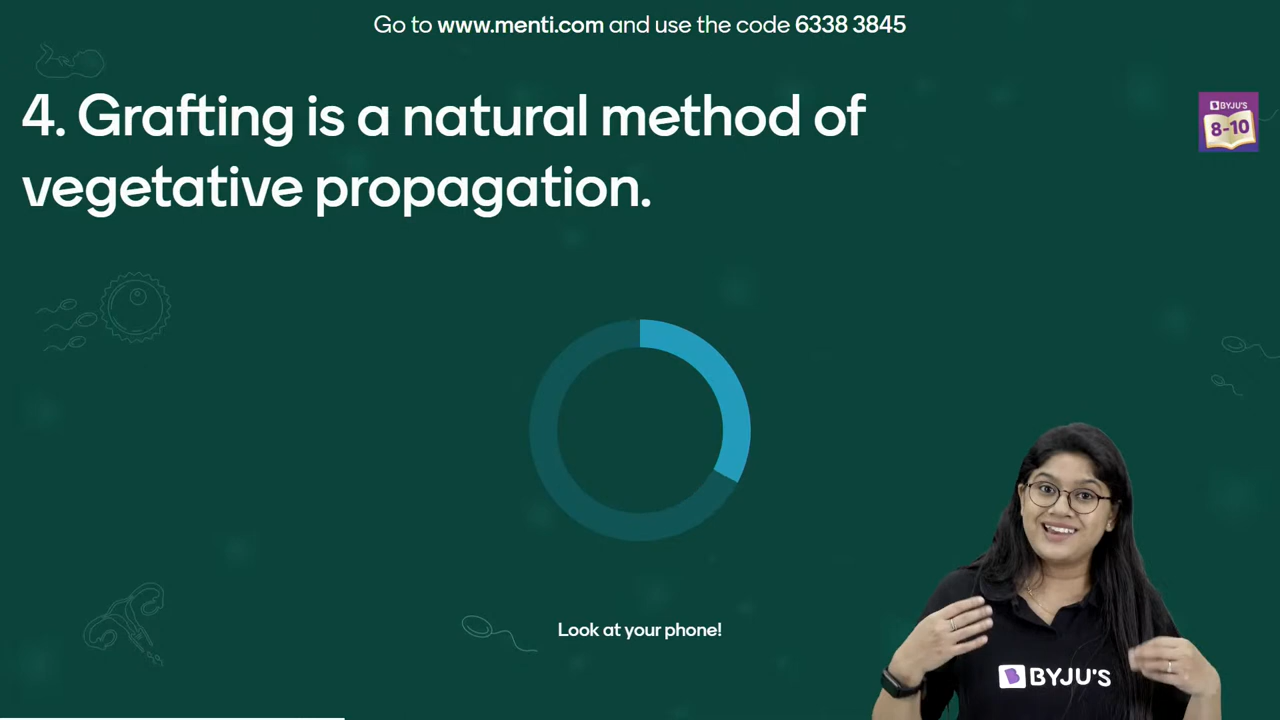 Go to www.menti.com and use the code 6338 3845
4. Grafting is a natural method of
BYJU'S
8-10
vegetative propagation.
Look at your phone!
BYJU'S